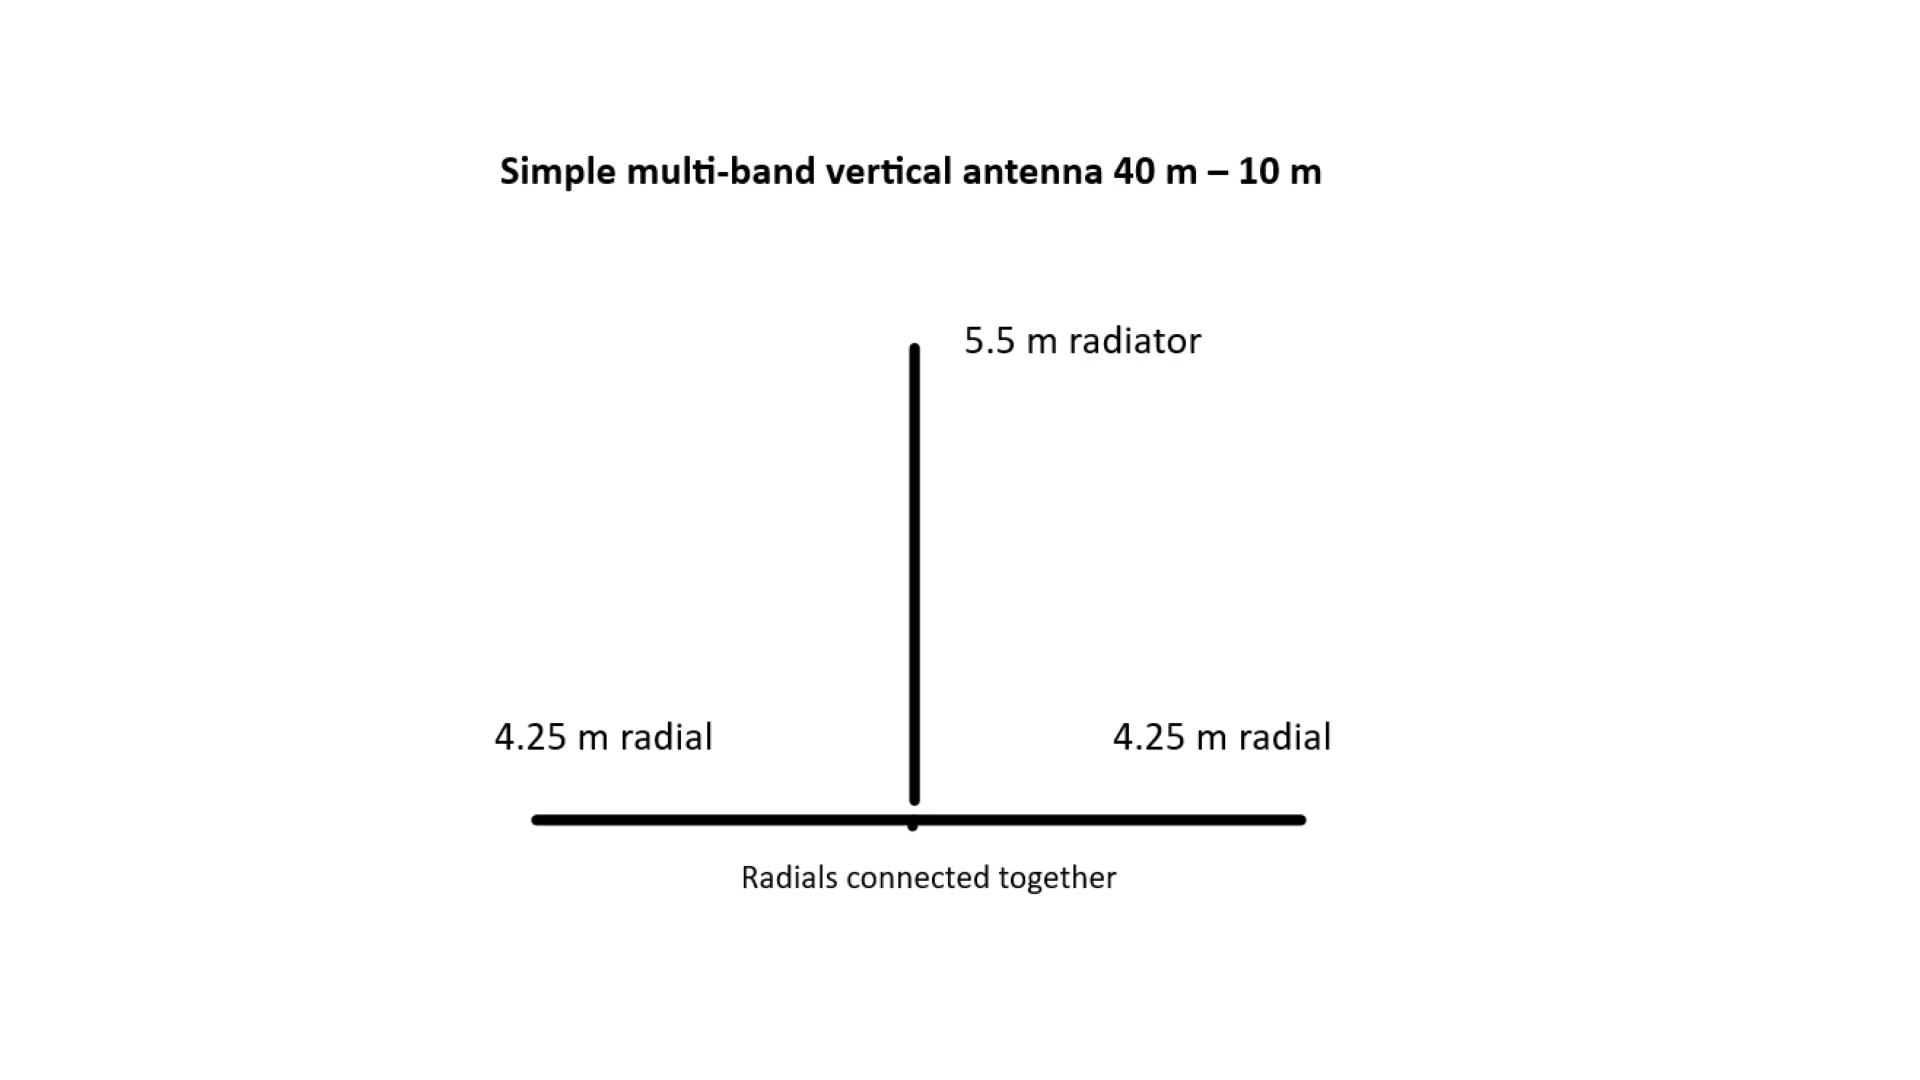 Simple multi-band vertical antenna 40 m – 10 m
5.5 m radiator
4.25 m radial
4.25 m radial
Radials connected together